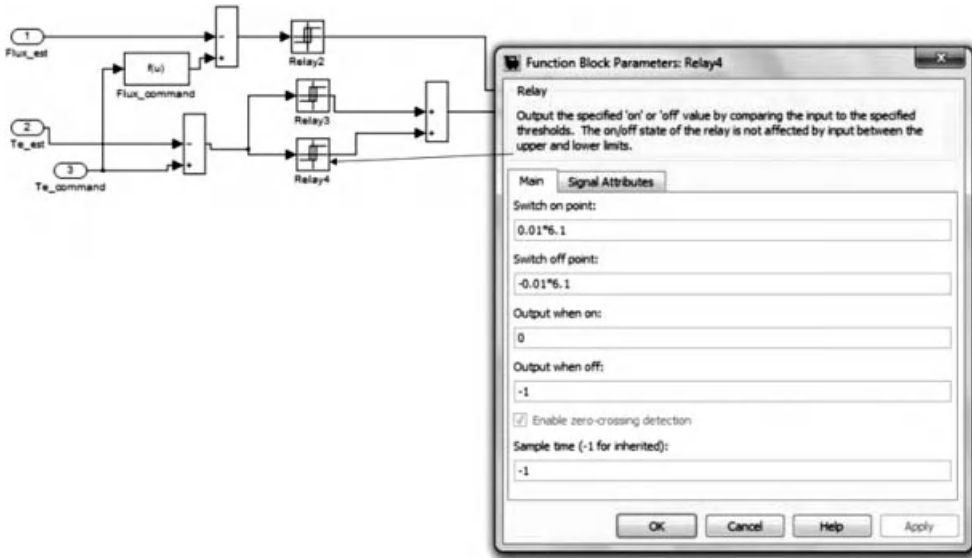 1
Flux_est
f(u)
Flux_command
2
Te_est
3
Te_command
−
+
−
+
Relay2
Relay3
Relay4
+
+
Function Block Parameters: Relay4
x
Relay
Output the specified 'on' or 'off' value by comparing the input to the specified
thresholds. The on/off state of the relay is not affected by input between the
upper and lower limits.
Main
Signal Attributes
Switch on point:
0.01*6.1
Switch off point:
-0.01*6.1
Output when on:
0
Output when off:
-1
Enable zero-crossing detection
Sample time (-1 for inherited):
-1
OK
Cancel
Help
Apply